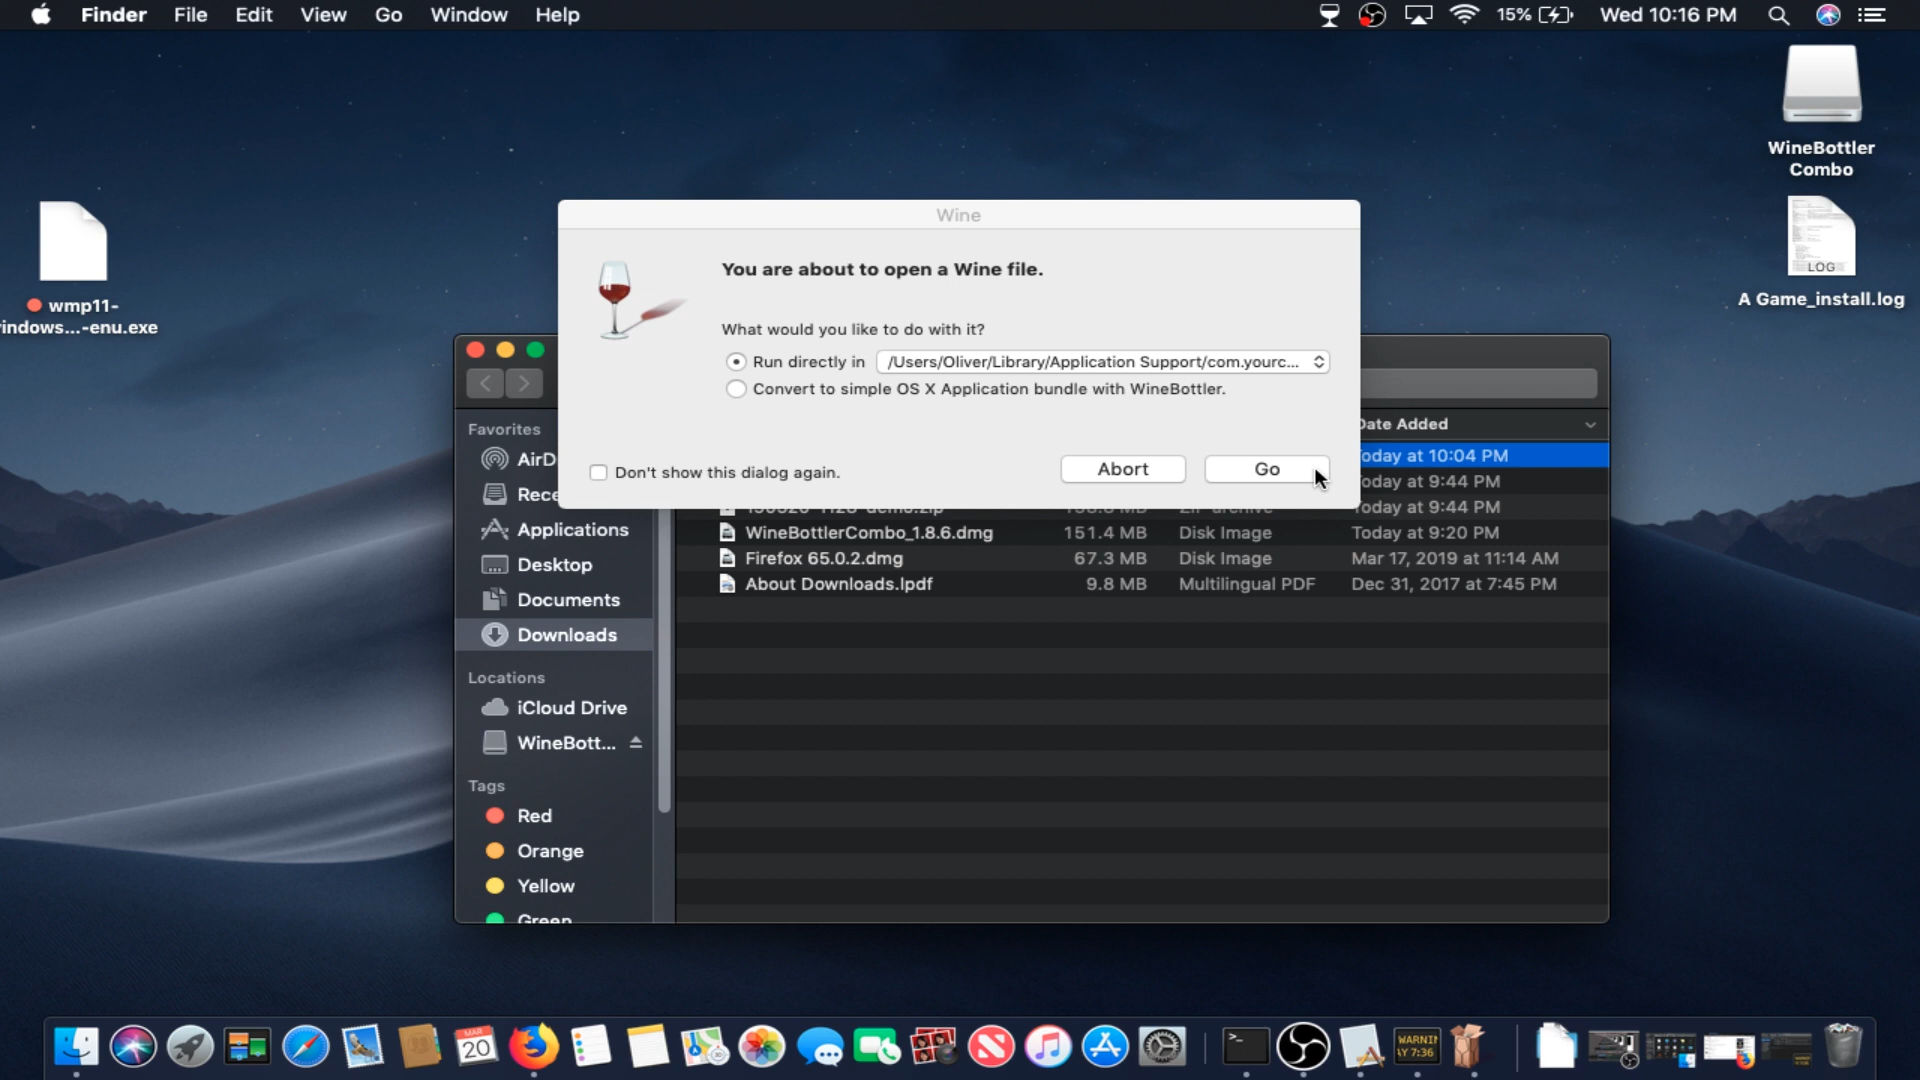 Finder File Edit View Go Window Help 15% Wed 10:16 PM
WineBottler
Combo
LOG
A Game_install.log
wmp11-
indows...-enu.exe
Wine
You are about to open a Wine file.
What would you like to do with it?
Run directly in /Users/Oliver/Library/Application Support/com.yourc...
Convert to simple OS X Application bundle with WineBottler.
Don't show this dialog again. Abort Go
Favorites
AirD
Rece
Applications
Desktop
Documents
Downloads
Locations
iCloud Drive
WineBott...
Tags
Red
Orange
Yellow
Green
Date Added
Today at 10:04 PM
Today at 9:44 PM
Today at 9:44 PM
WineBottlerCombo_1.8.6.dmg 151.4 MB Disk Image Today at 9:20 PM
Firefox 65.0.2.dmg 67.3 MB Disk Image Mar 17, 2019 at 11:14 AM
About Downloads.lpdf 9.8 MB Multilingual PDF Dec 31, 2017 at 7:45 PM
MAR
20
WARNIN
AY 7:36